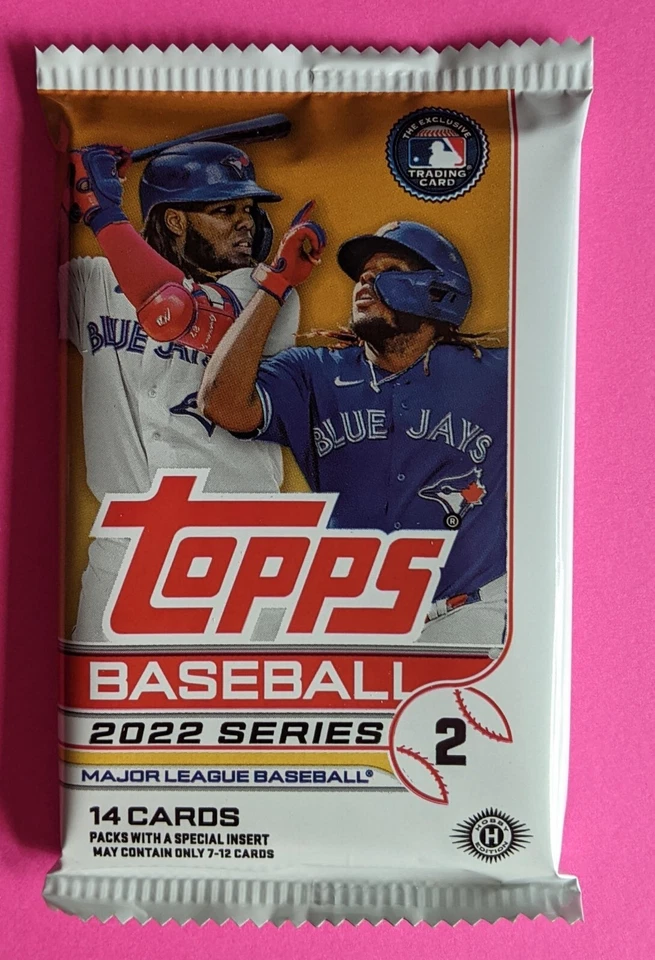 THE EXCLUSIVE
TRADING
CARD
BLUE JAYS
BLUE JAYS
®
TOPPS
BASEBALL
2022 SERIES 2
MAJOR LEAGUE BASEBALL®
14 CARDS
PACKS WITH A SPECIAL INSERT
MAY CONTAIN ONLY 7-12 CARDS
HOBBY
H
EDITION